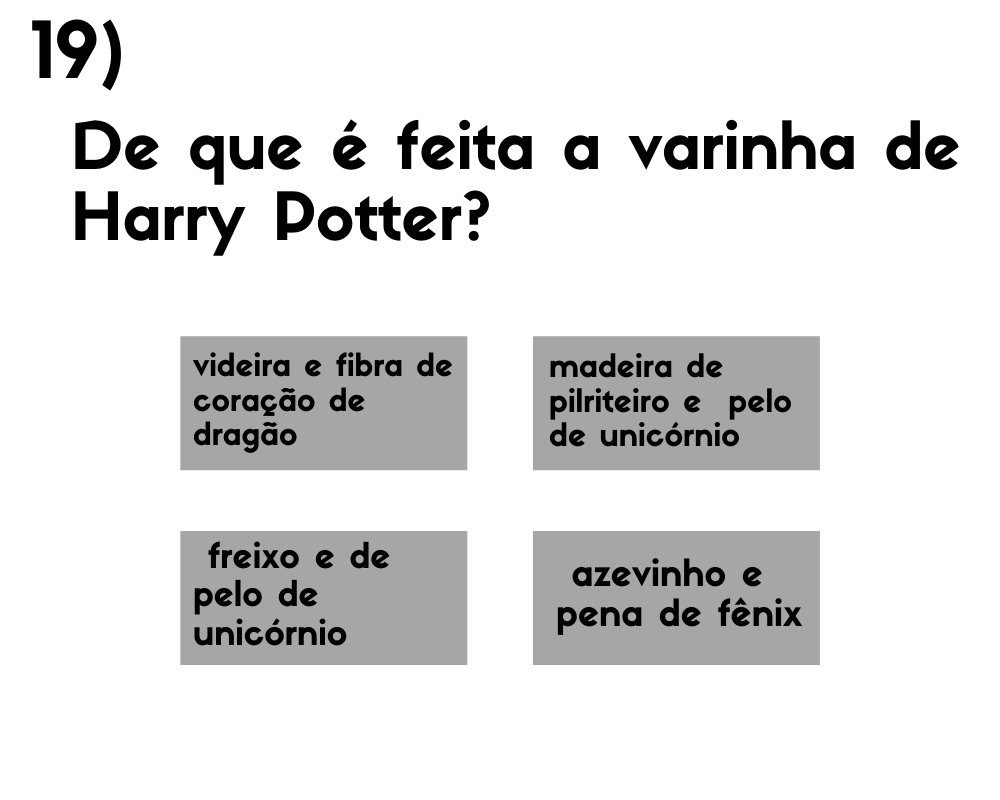 19)
De que é feita a varinha de
Harry Potter?
videira e fibra de
coração de
dragão
madeira de
pilriteiro e pelo
de unicórnio
freixo e de
pelo de
unicórnio
azevinho e
pena de fênix